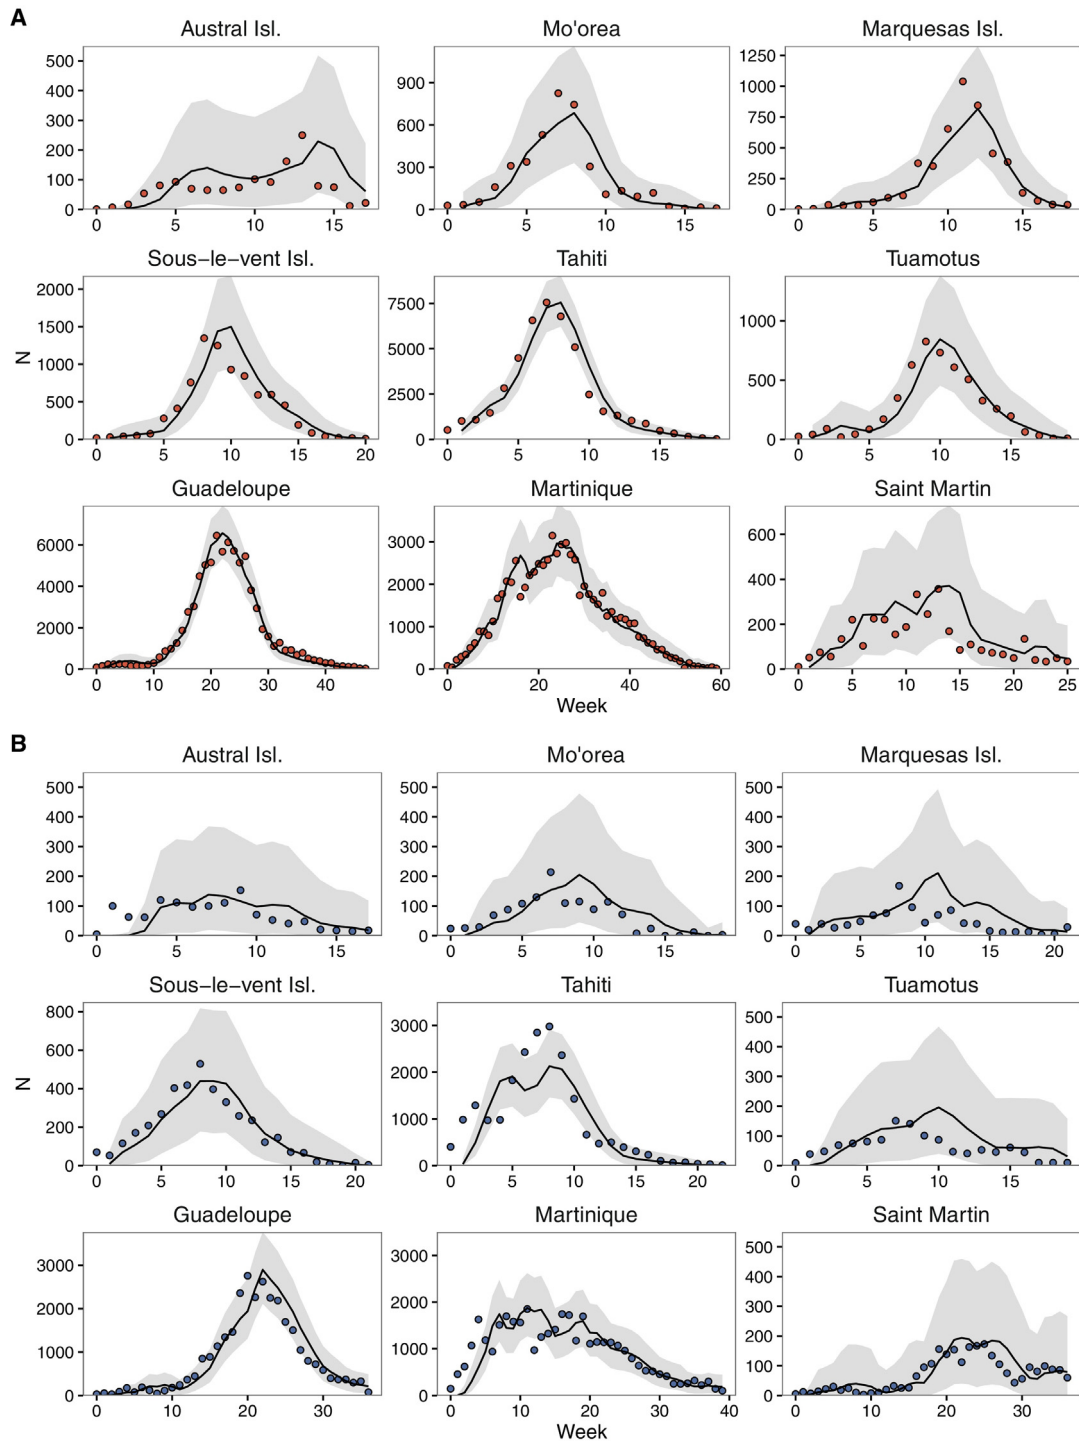 A
Austral Isl.
Mo'orea
Marquesas Isl.
500
400
300
200
100
0
0 5 10 15
900
600
300
0
0 5 10 15
1250
1000
750
500
250
0
0 5 10 15
Sous−le−vent Isl.
Tahiti
Tuamotus
N
2000
1500
1000
500
0
0 5 10 15 20
7500
5000
2500
0
0 5 10 15
1000
500
0
0 5 10 15
Guadeloupe
Martinique
Saint Martin
6000
4000
2000
0
0 10 20 30 40
3000
2000
1000
0
0 20 40 60
600
400
200
0
0 5 10 15 20 25
Week
B
Austral Isl.
Mo'orea
Marquesas Isl.
500
400
300
200
100
0
0 5 10 15
500
400
300
200
100
0
0 5 10 15
500
400
300
200
100
0
0 5 10 15 20
Sous−le−vent Isl.
Tahiti
Tuamotus
N
800
600
400
200
0
0 5 10 15 20
3000
2000
1000
0
0 5 10 15 20
500
400
300
200
100
0
0 5 10 15
Guadeloupe
Martinique
Saint Martin
3000
2000
1000
0
0 10 20 30
3000
2000
1000
0
0 10 20 30 40
500
400
300
200
100
0
0 10 20 30
Week